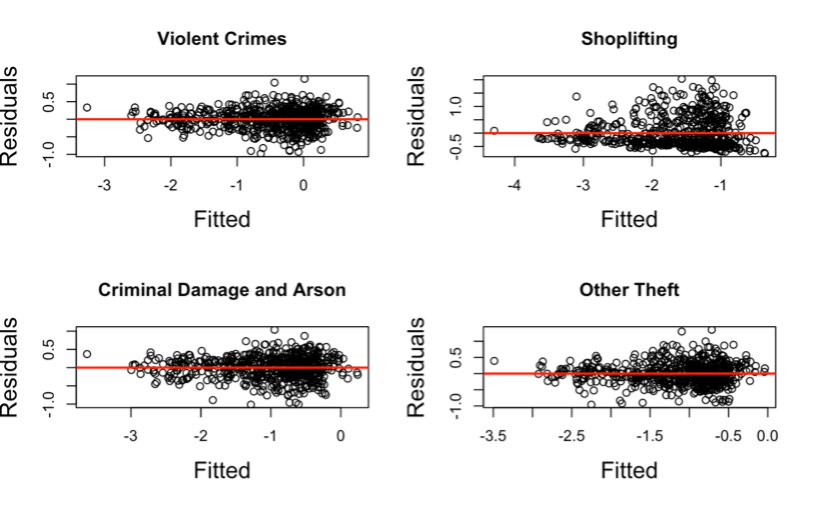 Violent Crimes
Residuals
0.5
-1.0
-3 -2 -1 0
Fitted
Shoplifting
Residuals
1.0
-0.5
-4 -3 -2 -1
Fitted
Criminal Damage and Arson
Residuals
0.5
-1.0
-3 -2 -1 0
Fitted
Other Theft
Residuals
0.5
-1.0
-3.5 -2.5 -1.5 -0.5 0.0
Fitted